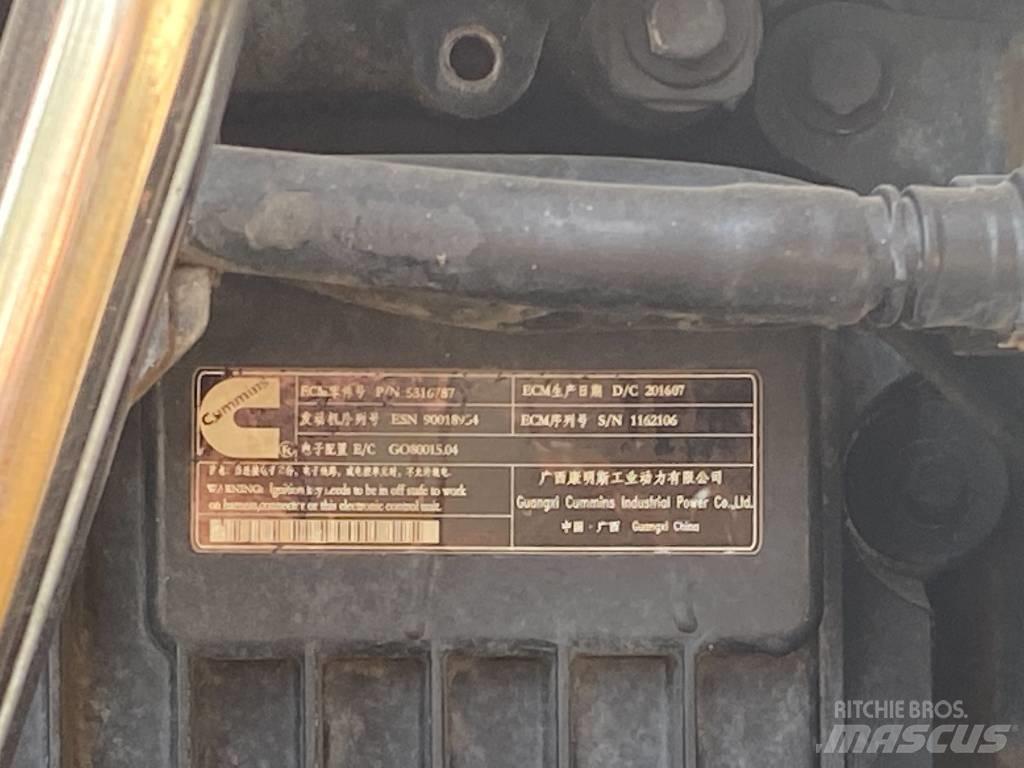 Cummins
ECM零件号 P/N 5316787
ECM生产日期 D/C 201607
发动机序列号 ESN
ECM序列号 S/N 1162106
®
电子配置 E/C GO80015.04
WARNING: Ignition key needs to be in off state to work
on harness,connector or this electronic control unit.
广西康明斯工业动力有限公司
Guangxi Cummins Industrial Power Co.,Ltd.
中国·广西 Guangxi China
RITCHIE BROS.
MASCUS